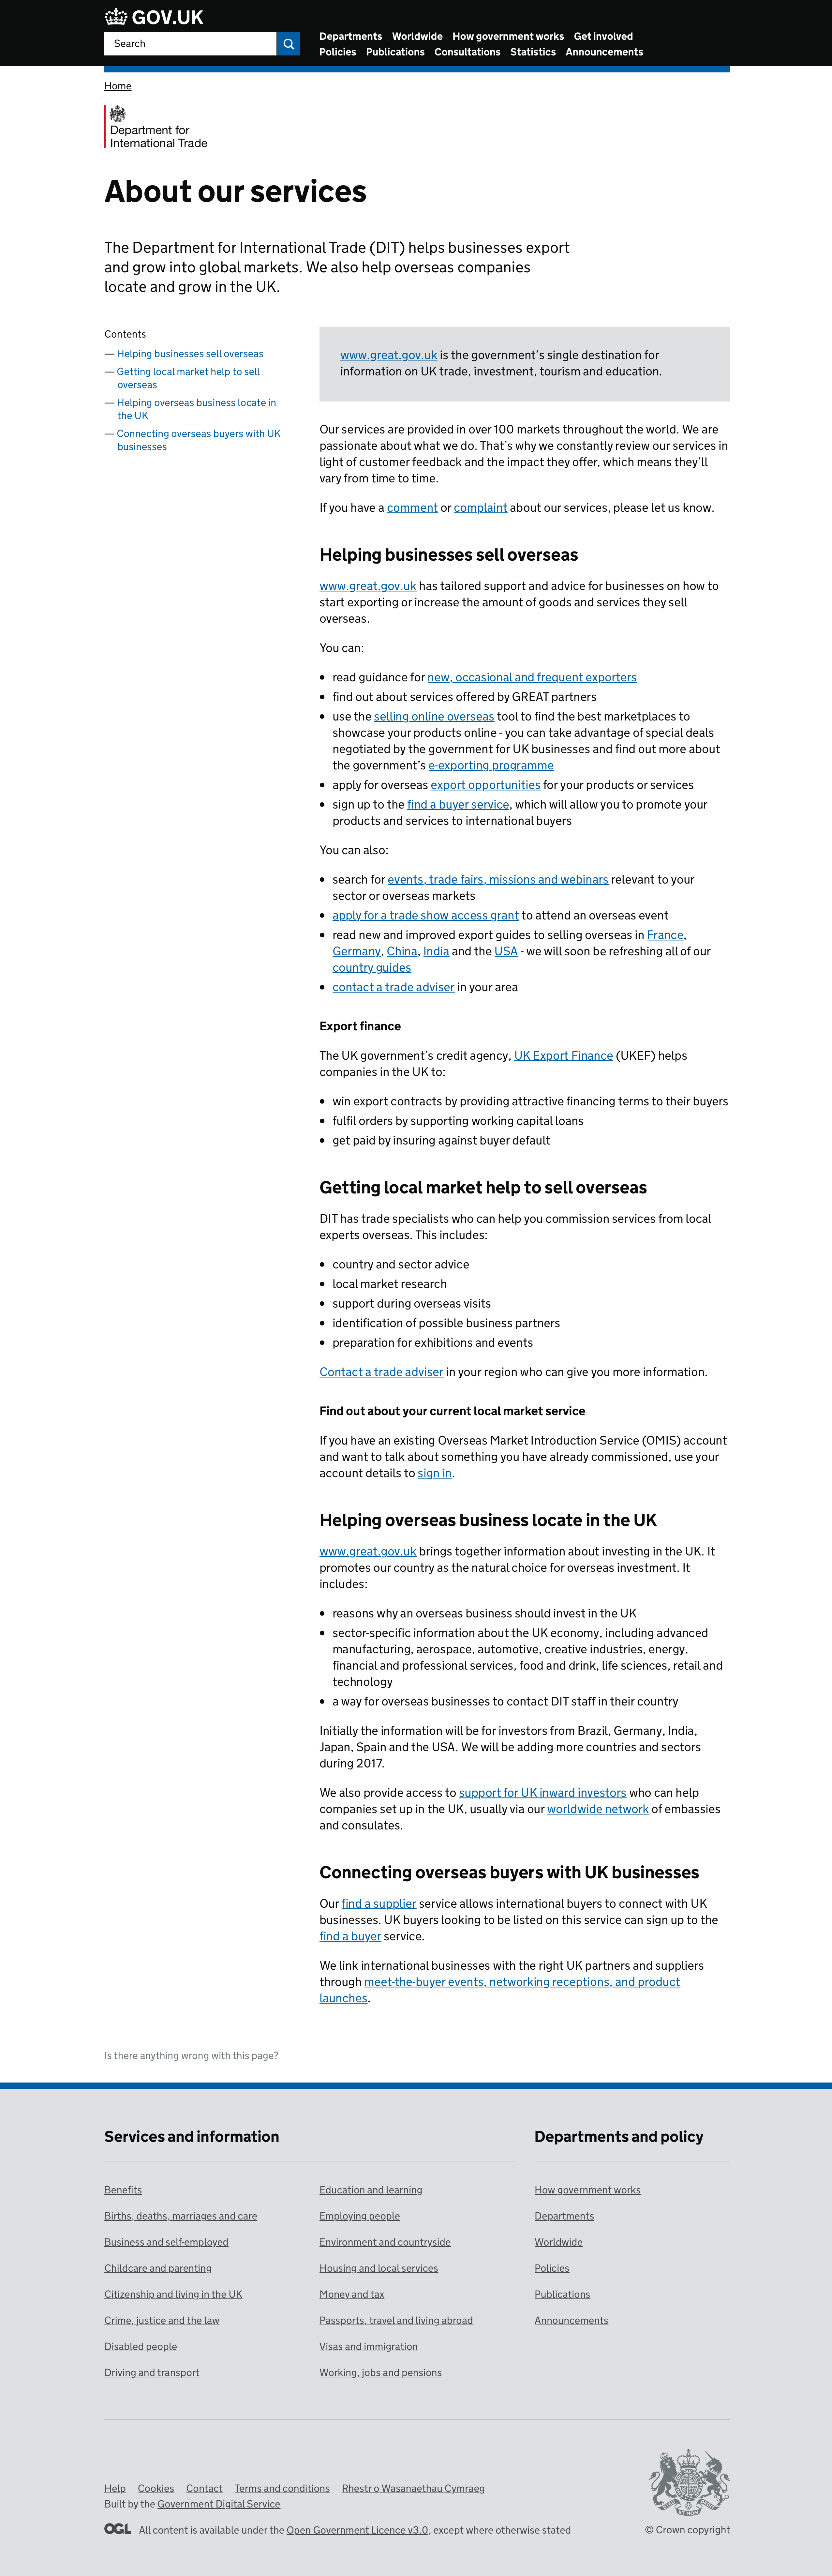 GOV.UK
Search
Departments Worldwide How government works Get involved
Policies Publications Consultations Statistics Announcements
Home
Department for
International Trade
About our services
The Department for International Trade (DIT) helps businesses export
and grow into global markets. We also help overseas companies
locate and grow in the UK.
Contents
— Helping businesses sell overseas
— Getting local market help to sell
overseas
— Helping overseas business locate in
the UK
— Connecting overseas buyers with UK
businesses
www.great.gov.uk is the government's single destination for
information on UK trade, investment, tourism and education.
Our services are provided in over 100 markets throughout the world. We are
passionate about what we do. That's why we constantly review our services in
light of customer feedback and the impact they offer, which means they'll
vary from time to time.
If you have a comment or complaint about our services, please let us know.
Helping businesses sell overseas
www.great.gov.uk has tailored support and advice for businesses on how to
start exporting or increase the amount of goods and services they sell
overseas.
You can:
• read guidance for new, occasional and frequent exporters
• find out about services offered by GREAT partners
• use the selling online overseas tool to find the best marketplaces to
showcase your products online - you can take advantage of special deals
negotiated by the government for UK businesses and find out more about
the government's e-exporting programme
• apply for overseas export opportunities for your products or services
• sign up to the find a buyer service, which will allow you to promote your
products and services to international buyers
You can also:
• search for events, trade fairs, missions and webinars relevant to your
sector or overseas markets
• apply for a trade show access grant to attend an overseas event
• read new and improved export guides to selling overseas in France,
Germany, China, India and the USA - we will soon be refreshing all of our
country guides
• contact a trade adviser in your area
Export finance
The UK government's credit agency, UK Export Finance (UKEF) helps
companies in the UK to:
• win export contracts by providing attractive financing terms to their buyers
• fulfil orders by supporting working capital loans
• get paid by insuring against buyer default
Getting local market help to sell overseas
DIT has trade specialists who can help you commission services from local
experts overseas. This includes:
• country and sector advice
• local market research
• support during overseas visits
• identification of possible business partners
• preparation for exhibitions and events
Contact a trade adviser in your region who can give you more information.
Find out about your current local market service
If you have an existing Overseas Market Introduction Service (OMIS) account
and want to talk about something you have already commissioned, use your
account details to sign in.
Helping overseas business locate in the UK
www.great.gov.uk brings together information about investing in the UK. It
promotes our country as the natural choice for overseas investment. It
includes:
• reasons why an overseas business should invest in the UK
• sector-specific information about the UK economy, including advanced
manufacturing, aerospace, automotive, creative industries, energy,
financial and professional services, food and drink, life sciences, retail and
technology
• a way for overseas businesses to contact DIT staff in their country
Initially the information will be for investors from Brazil, Germany, India,
Japan, Spain and the USA. We will be adding more countries and sectors
during 2017.
We also provide access to support for UK inward investors who can help
companies set up in the UK, usually via our worldwide network of embassies
and consulates.
Connecting overseas buyers with UK businesses
Our find a supplier service allows international buyers to connect with UK
businesses. UK buyers looking to be listed on this service can sign up to the
find a buyer service.
We link international businesses with the right UK partners and suppliers
through meet-the-buyer events, networking receptions, and product
launches.
Is there anything wrong with this page?
Services and information
Benefits
Births, deaths, marriages and care
Business and self-employed
Childcare and parenting
Citizenship and living in the UK
Crime, justice and the law
Disabled people
Driving and transport
Education and learning
Employing people
Environment and countryside
Housing and local services
Money and tax
Passports, travel and living abroad
Visas and immigration
Working, jobs and pensions
Departments and policy
How government works
Departments
Worldwide
Policies
Publications
Announcements
Help Cookies Contact Terms and conditions Rhestr o Wasanaethau Cymraeg
Built by the Government Digital Service
OGL All content is available under the Open Government Licence v3.0, except where otherwise stated
© Crown copyright